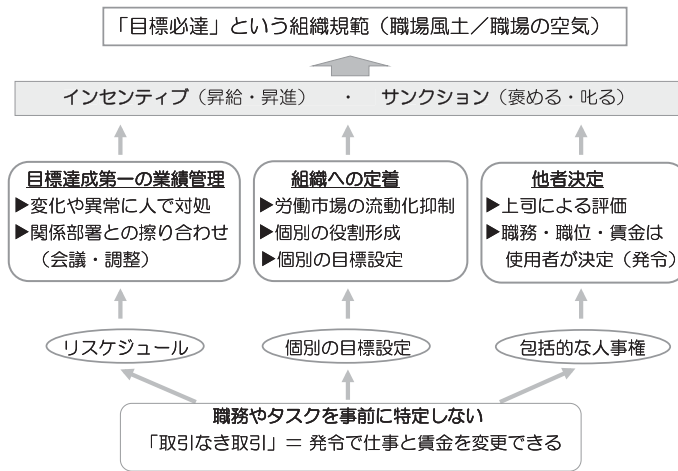 「目標必達」という組織規範（職場風土／職場の空気）
インセンティブ（昇給・昇進）　・　サンクション（褒める・叱る）
目標達成第一の業績管理
▶変化や異常に人で対処
▶関係部署との擦り合わせ
（会議・調整）
組織への定着
▶労働市場の流動化抑制
▶個別の役割形成
▶個別の目標設定
他者決定
▶上司による評価
▶職務・職位・賃金は
使用者が決定（発令）
リスケジュール
個別の目標設定
包括的な人事権
職務やタスクを事前に特定しない
「取引なき取引」＝ 発令で仕事と賃金を変更できる